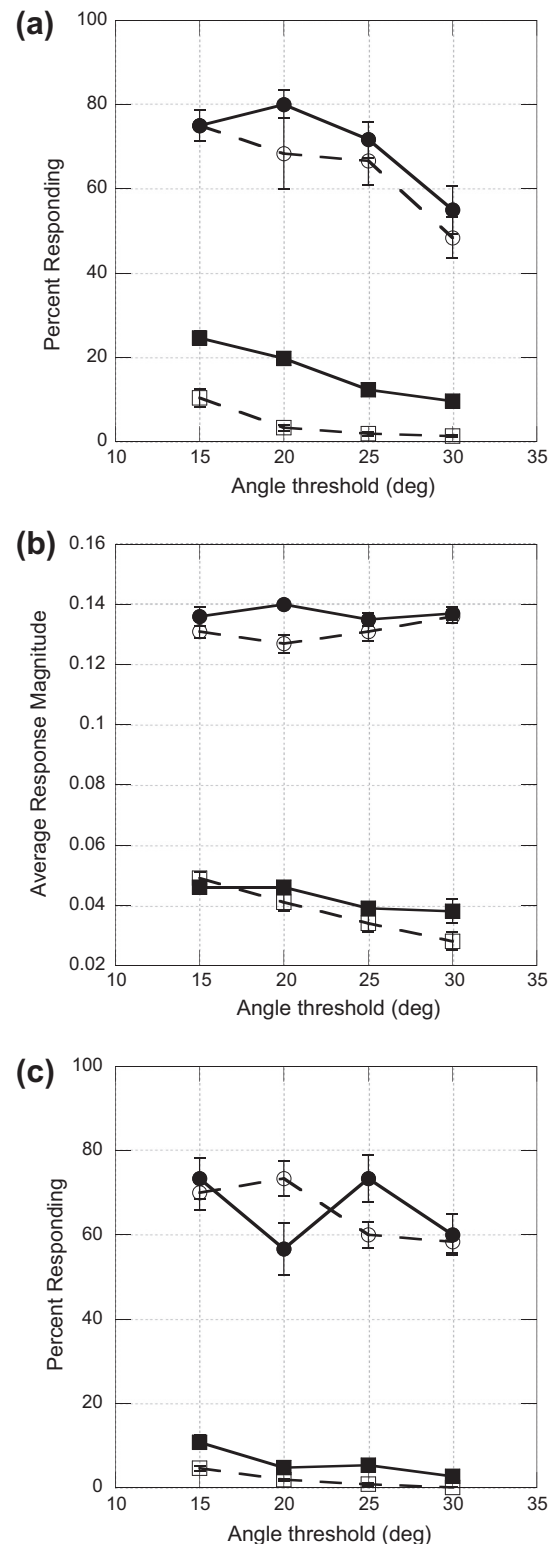 (a)
100
80
60
40
20
0
Percent Responding
10 15 20 25 30 35
Angle threshold (deg)
(b)
0.16
0.14
0.12
0.1
0.08
0.06
0.04
0.02
Average Response Magnitude
10 15 20 25 30 35
Angle threshold (deg)
(c)
100
80
60
40
20
0
Percent Responding
10 15 20 25 30 35
Angle threshold (deg)